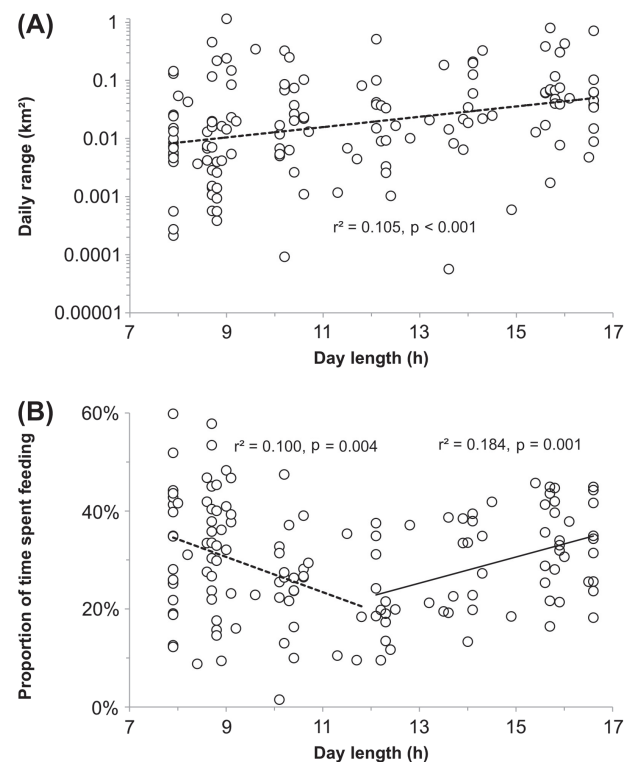 (A)
1
0.1
0.01
0.001
0.0001
0.00001
Daily range (km²)
r² = 0.105, p < 0.001
7 9 11 13 15 17
Day length (h)
(B)
60%
40%
20%
0%
Proportion of time spent feeding
r² = 0.100, p = 0.004
r² = 0.184, p = 0.001
7 9 11 13 15 17
Day length (h)